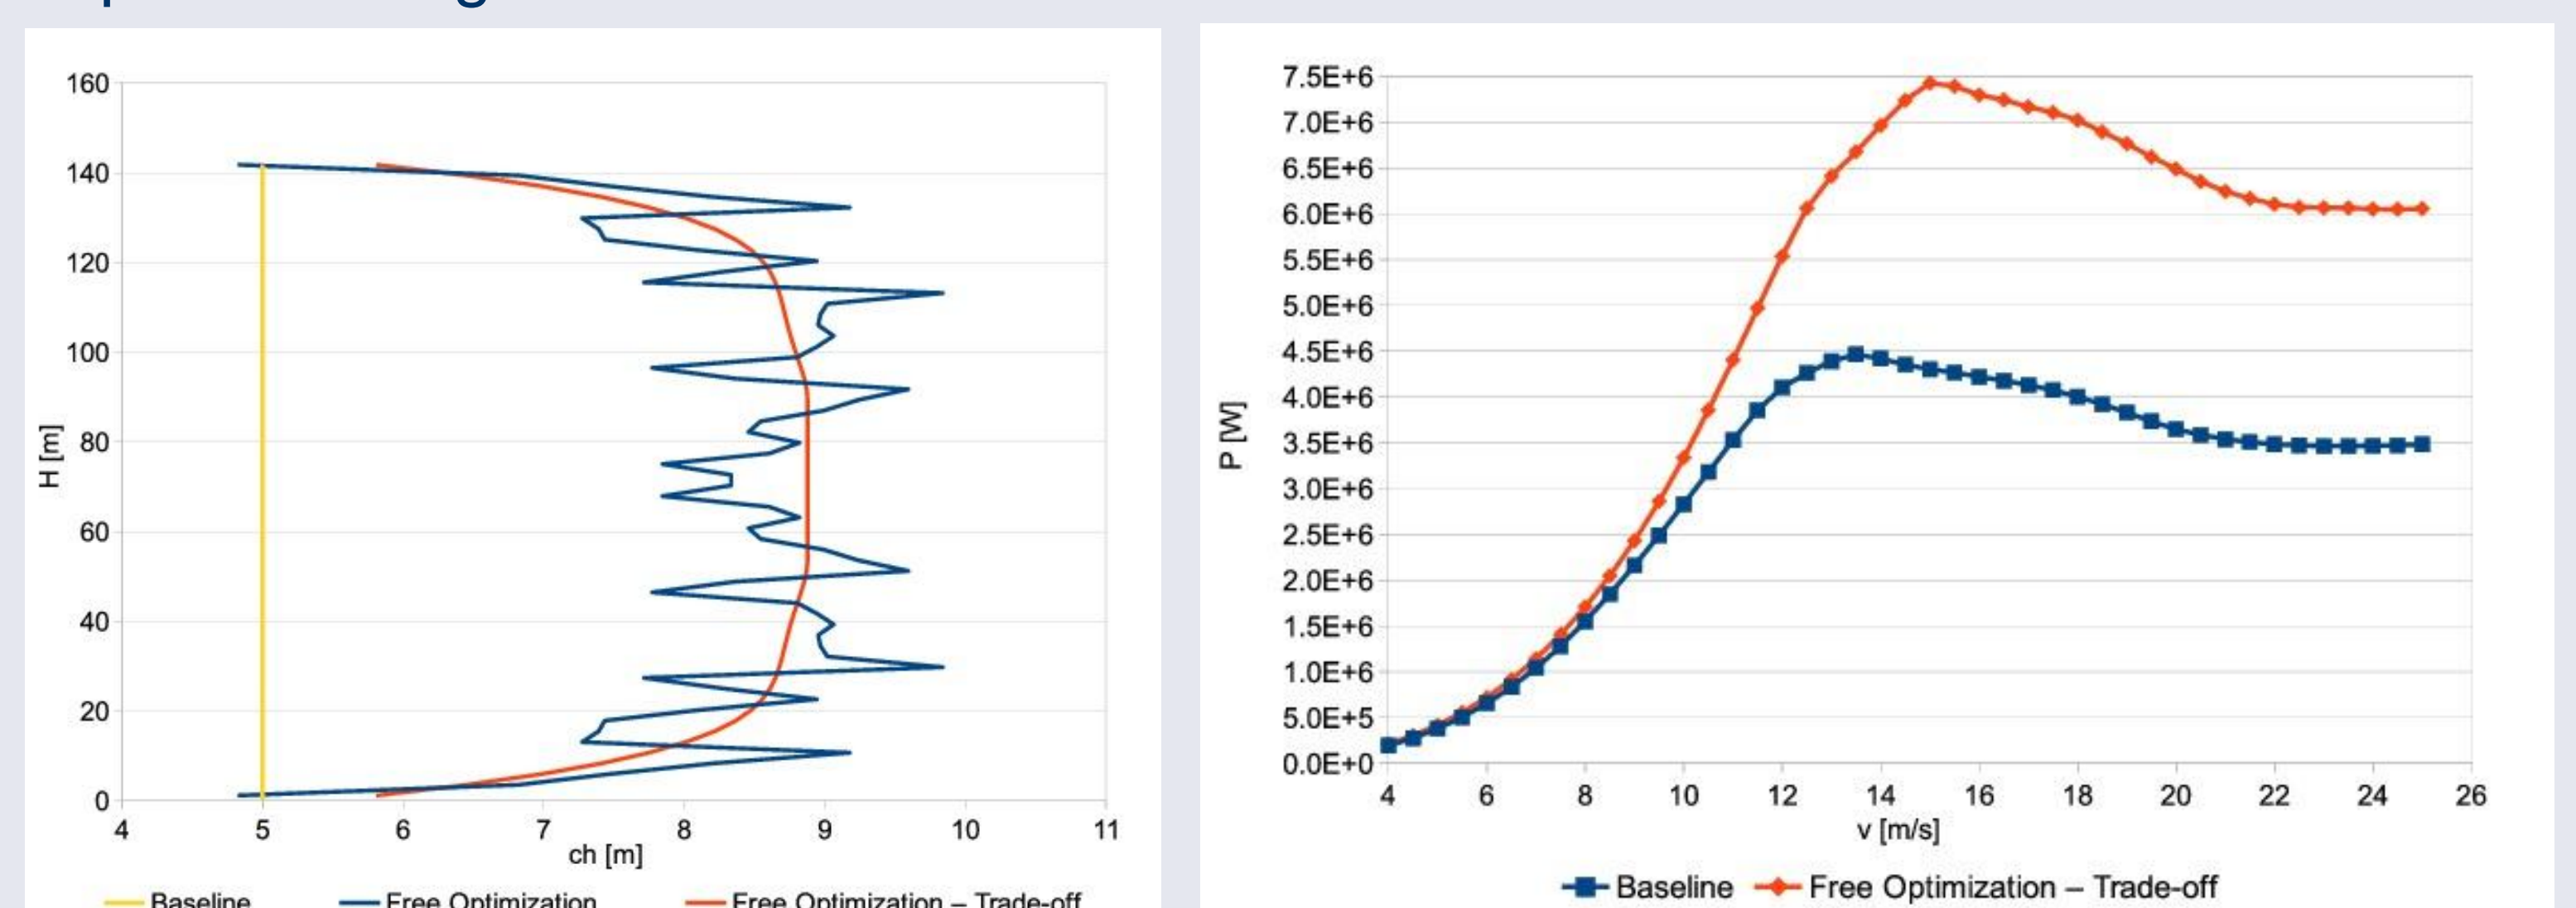 160
140
120
100
80
60
40
20
0
H [m]
4 5 6 7 8 9 10 11
ch [m]
Baseline Free Optimization Free Optimization – Trade-off
7.5E+6
7.0E+6
6.5E+6
6.0E+6
5.5E+6
5.0E+6
4.5E+6
4.0E+6
3.5E+6
3.0E+6
2.5E+6
2.0E+6
1.5E+6
1.0E+6
5.0E+5
0.0E+0
P [W]
4 6 8 10 12 14 16 18 20 22 24 26
v [m/s]
Baseline Free Optimization – Trade-off